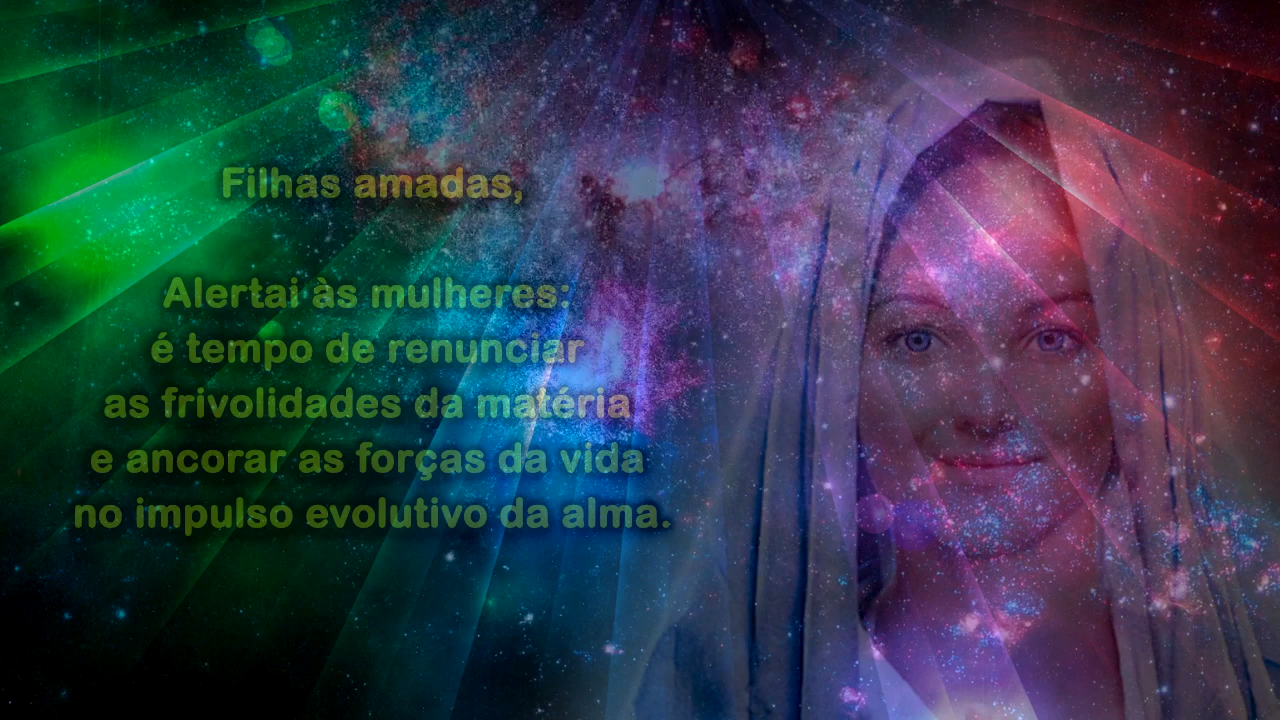 Filhas amadas,
Alertai às mulheres:
é tempo de renunciar
as frivolidades da matéria
e ancorar as forças da vida
no impulso evolutivo da alma.